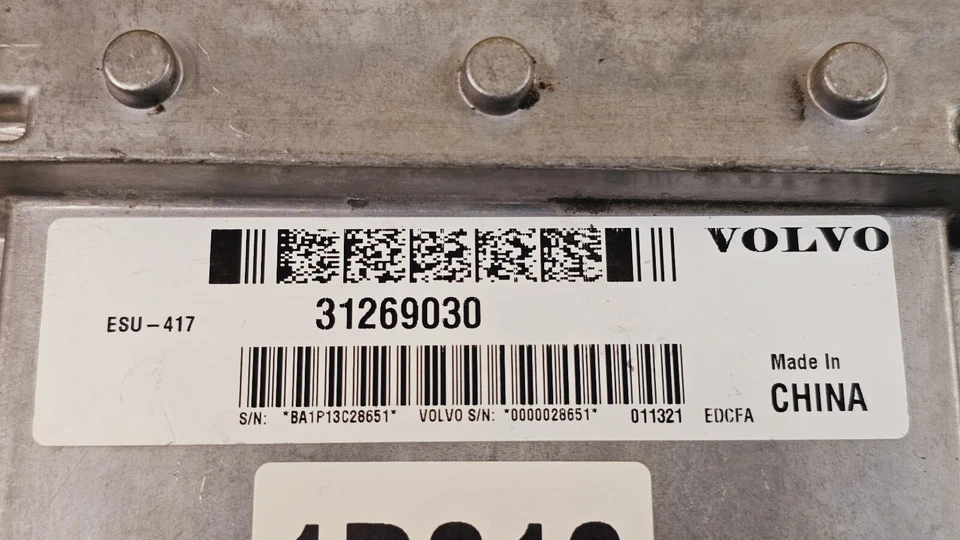 VOLVO
31269030
ESU-417
Made In
CHINA
S/N: *BA1P13C28651* VOLVO S/N: *0000028651* 011321 EDCFA